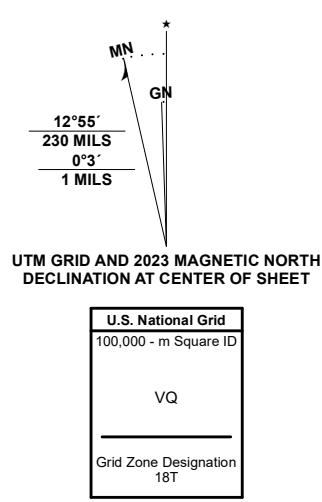 MN
GN
12°55´
230 MILS
0°3´
1 MILS
UTM GRID AND 2023 MAGNETIC NORTH
DECLINATION AT CENTER OF SHEET
U.S. National Grid
100,000 - m Square ID
VQ
Grid Zone Designation
18T